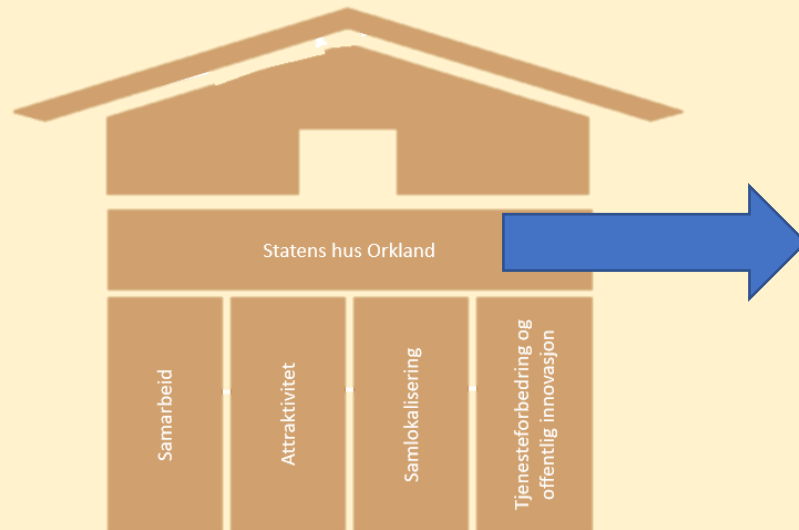 Statens hus Orkland
Samarbeid
Attraktivitet
Samlokalisering
Tjenesteforbedring og
offentlig innovasjon